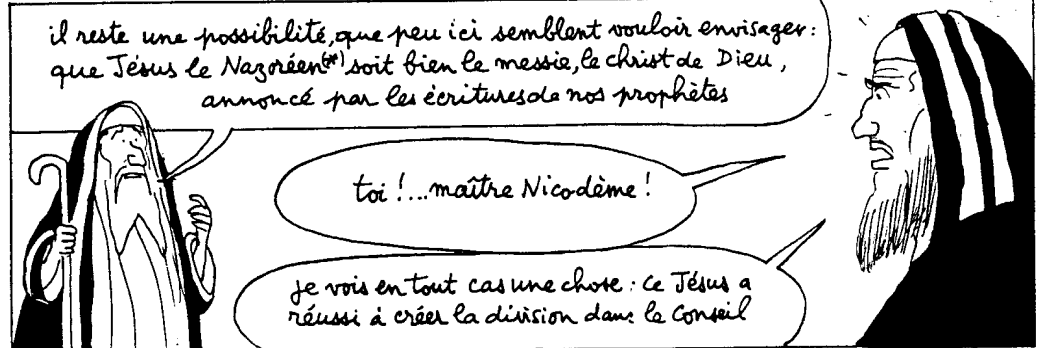 il reste une possibilité, que peu ici semblent vouloir envisager :
que Jésus le Nazoréen(*) soit bien le messie, le christ de Dieu,
annoncé par les écritures de nos prophètes
toi !... maître Nicodème !
je vois en tout cas une chose : ce Jésus a
réussi à créer la division dans le Conseil